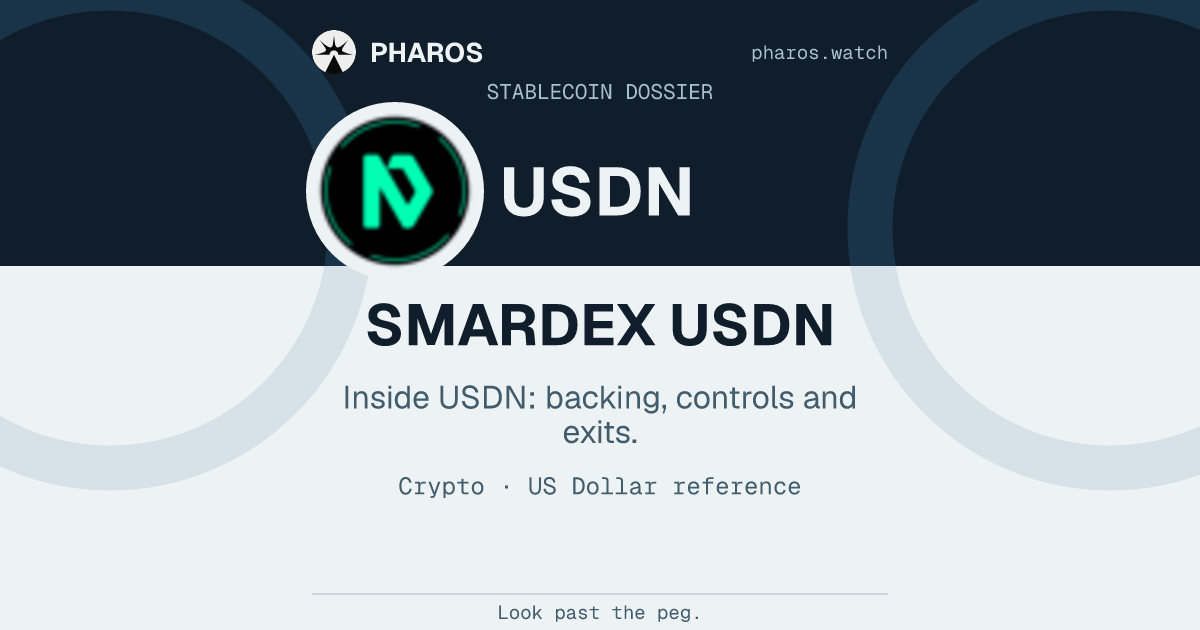 PHAROS
pharos.watch
STABLECOIN DOSSIER
USDN
SMARDEX USDN
Inside USDN: backing, controls and
exits.
Crypto · US Dollar reference
Look past the peg.